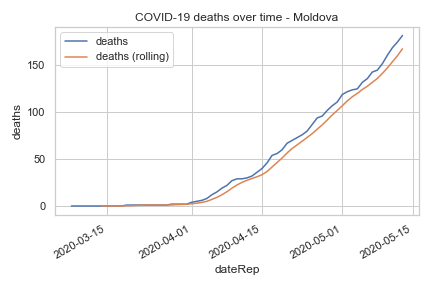 COVID-19 deaths over time - Moldova
deaths
deaths (rolling)
deaths
150
100
50
0
2020-03-15
2020-04-01
2020-04-15
2020-05-01
2020-05-15
dateRep